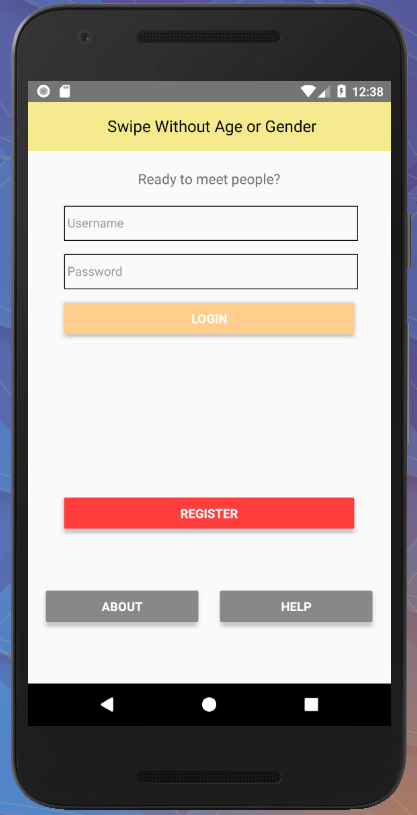 12:38
Swipe Without Age or Gender
Ready to meet people?
Username
Password
LOGIN
REGISTER
ABOUT
HELP